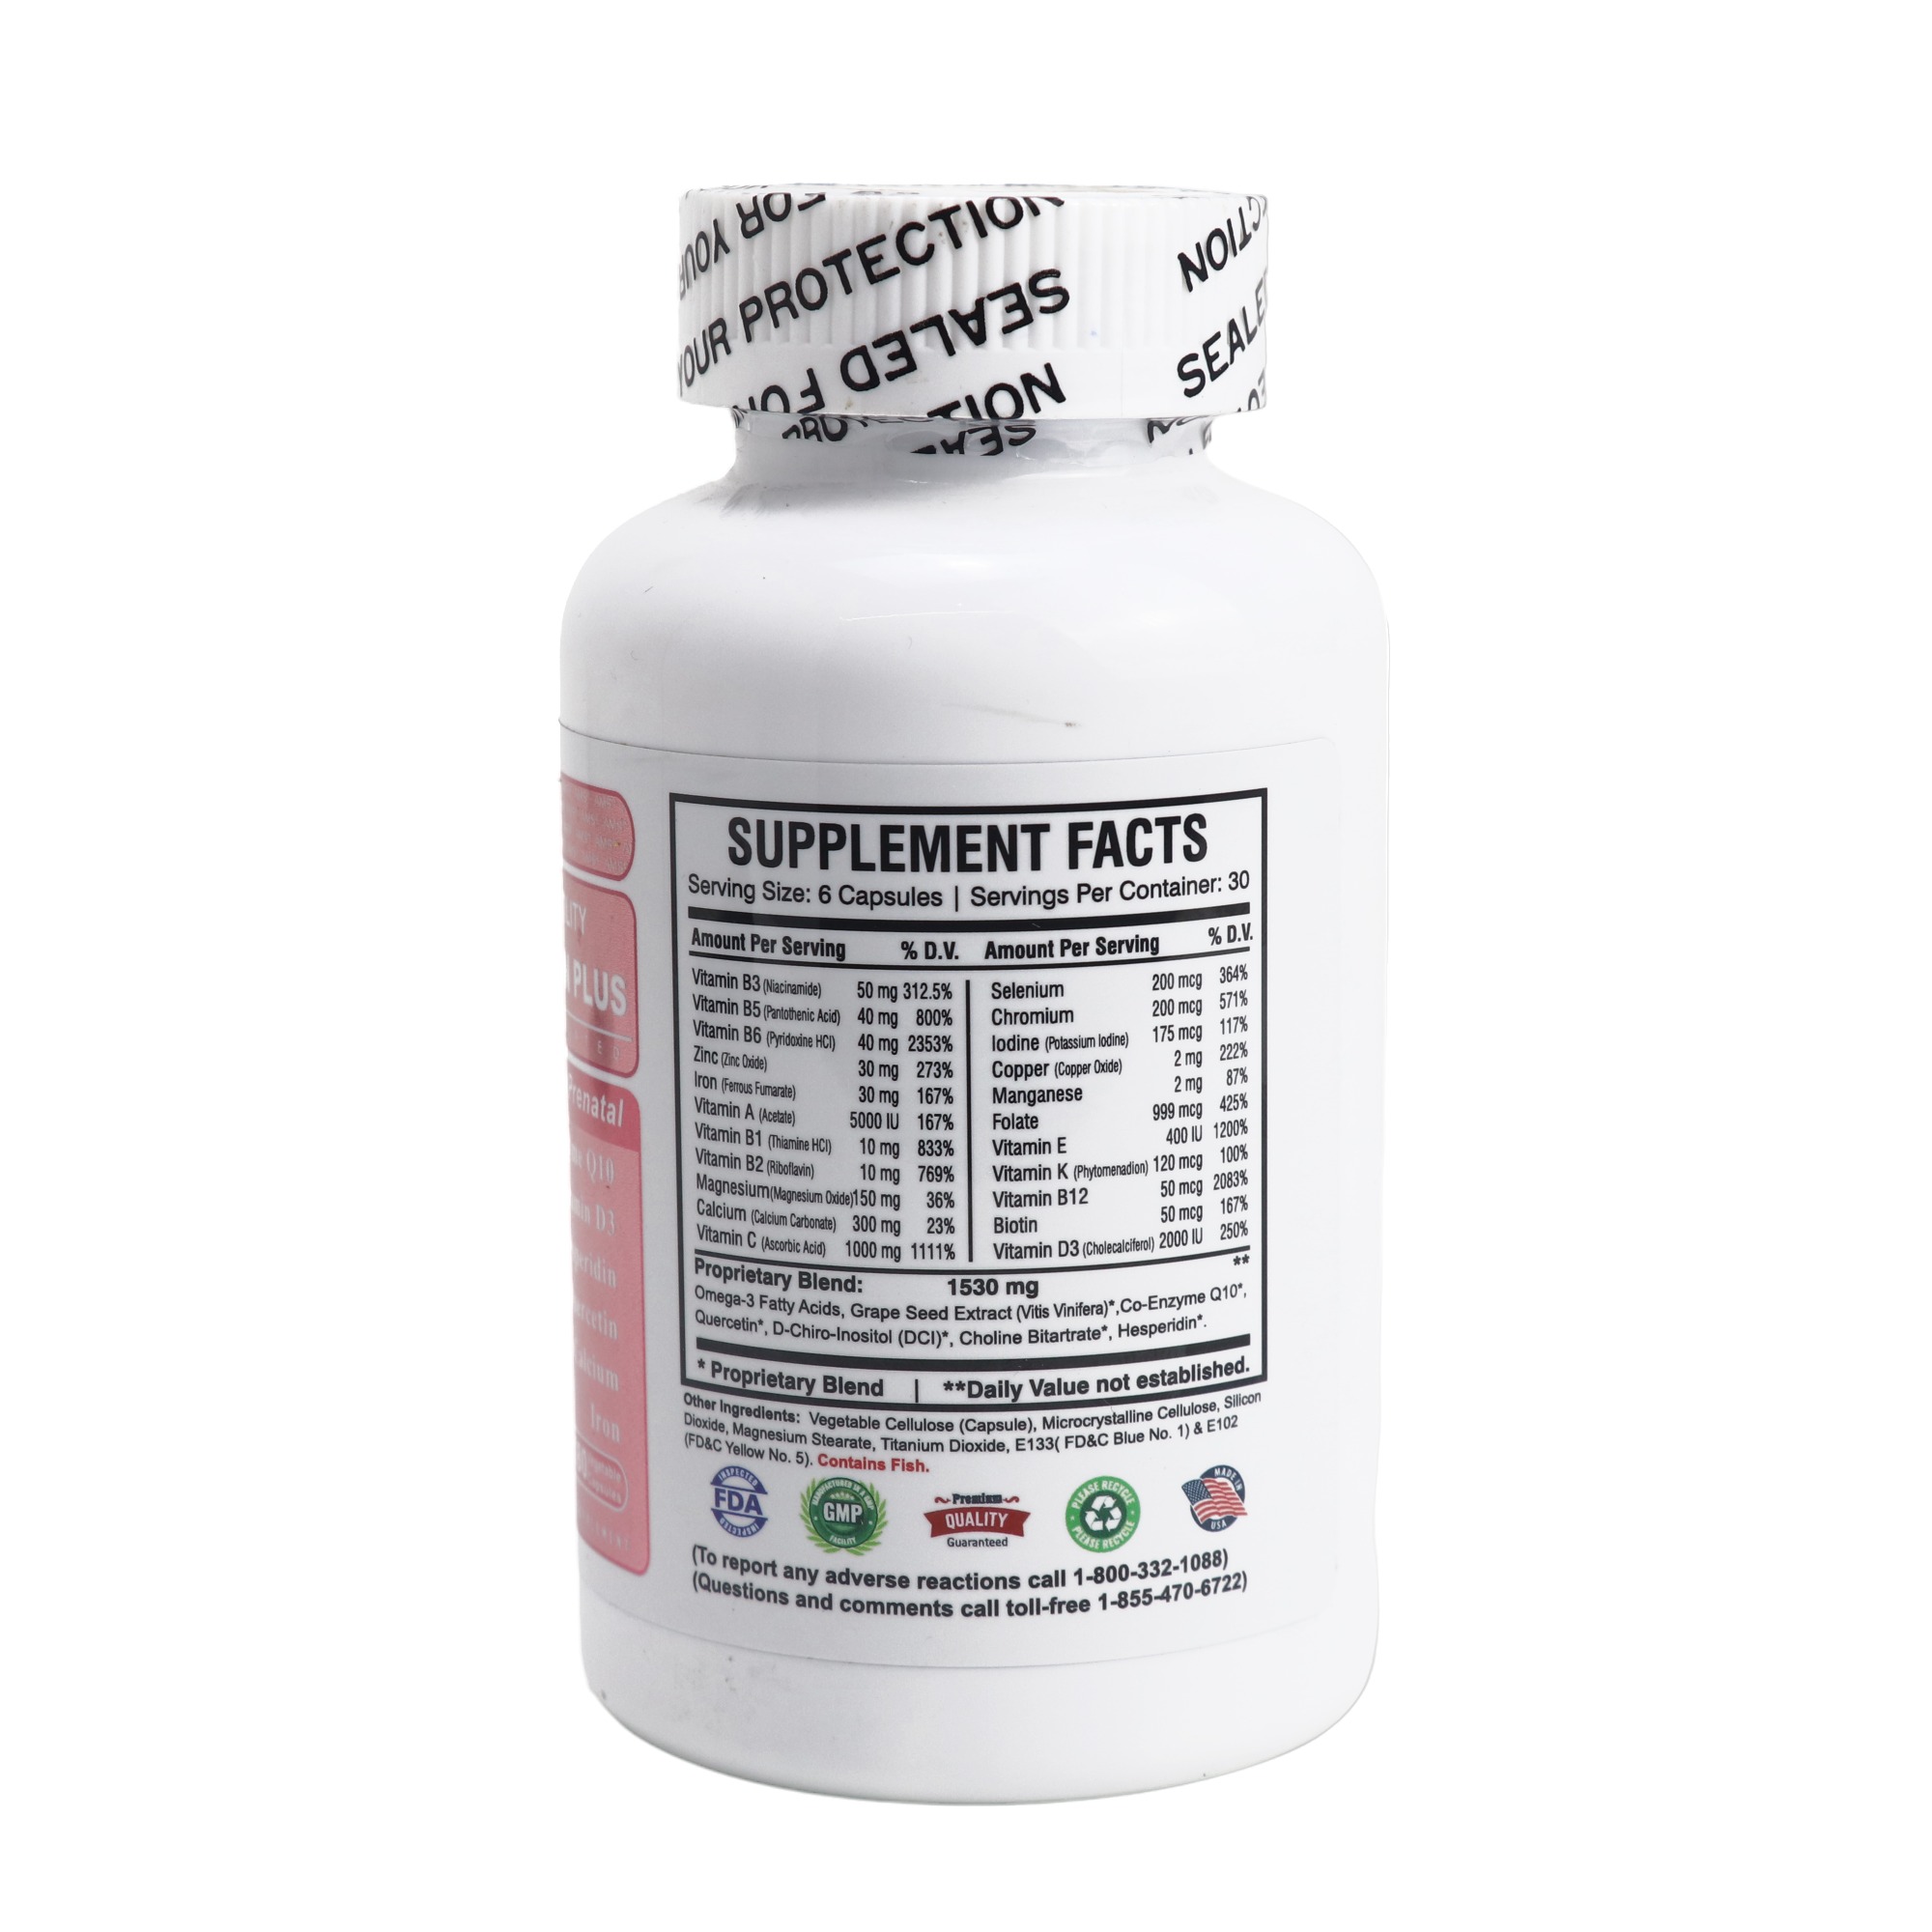 FOR YOUR
YOUR PROTECTION
SEALED FOR
SUPPLEMENT FACTS
Serving Size: 6 Capsules | Servings Per Container: 30
Amount Per Serving % D.V. Amount Per Serving % D.V.
Vitamin B3 (Niacinamide) 50 mg 312.5%
Vitamin B5 (Pantothenic Acid) 40 mg 800%
Vitamin B6 (Pyridoxine HCl) 40 mg 2353%
Zinc (Zinc Oxide) 30 mg 273%
Iron (Ferrous Fumarate) 30 mg 167%
Vitamin A (Acetate) 5000 IU 167%
Vitamin B1 (Thiamine HCl) 10 mg 833%
Vitamin B2 (Riboflavin) 10 mg 769%
Magnesium(Magnesium Oxide)150 mg 36%
Calcium (Calcium Carbonate) 300 mg 23%
Vitamin C (Ascorbic Acid) 1000 mg 1111%
Selenium 200 mcg 364%
Chromium 200 mcg 571%
Iodine (Potassium Iodine) 175 mcg 117%
Copper (Copper Oxide) 2 mg 222%
Manganese 2 mg 87%
Folate 999 mcg 425%
Vitamin E 400 IU 1200%
Vitamin K (Phytomenadion) 120 mcg 100%
Vitamin B12 50 mcg 2083%
Biotin 50 mcg 167%
Vitamin D3 (Cholecalciferol) 2000 IU 250%
Proprietary Blend: 1530 mg **
Omega-3 Fatty Acids, Grape Seed Extract (Vitis Vinifera)*,Co-Enzyme Q10*,
Quercetin*, D-Chiro-Inositol (DCI)*, Choline Bitartrate*, Hesperidin*.
* Proprietary Blend | **Daily Value not established.
Other Ingredients: Vegetable Cellulose (Capsule), Microcrystalline Cellulose, Silicon
Dioxide, Magnesium Stearate, Titanium Dioxide, E133( FD&C Blue No. 1) & E102
(FD&C Yellow No. 5). Contains Fish.
INSPECTED
FDA
MANUFACTURED IN A GMP
GMP
FACILITY
Premium
QUALITY
Guaranteed
PLEASE RECYCLE
PLEASE RECYCLE
MADE IN
USA
(To report any adverse reactions call 1-800-332-1088)
(Questions and comments call toll-free 1-855-470-6722)
PLUS
Prenatal
Q10
D3
Iron